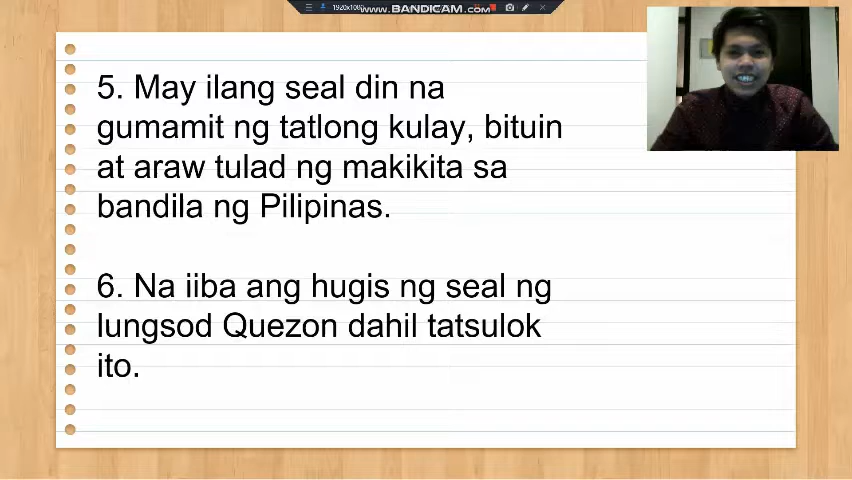 1920x1080
www.BANDICAM.com
5. May ilang seal din na
gumamit ng tatlong kulay, bituin
at araw tulad ng makikita sa
bandila ng Pilipinas.
6. Na iiba ang hugis ng seal ng
lungsod Quezon dahil tatsulok
ito.